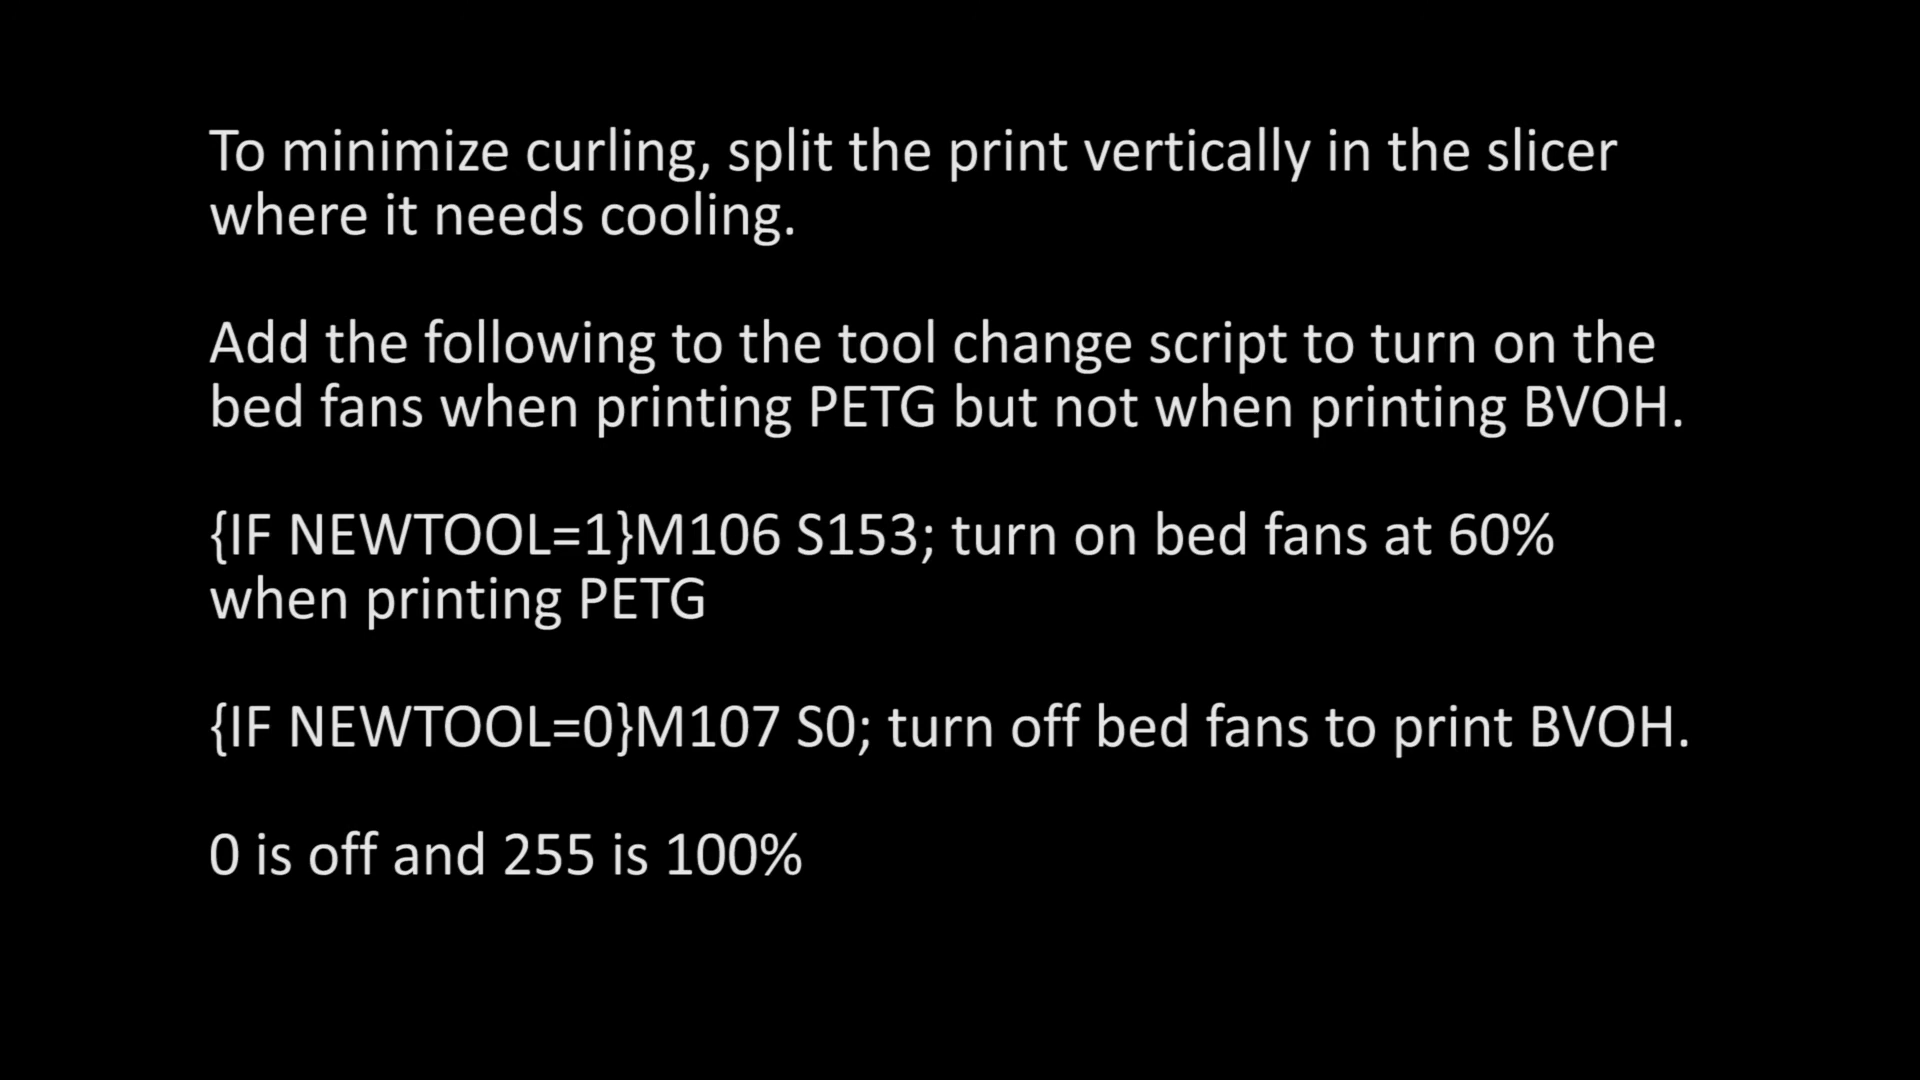 To minimize curling, split the print vertically in the slicer
where it needs cooling.
Add the following to the tool change script to turn on the
bed fans when printing PETG but not when printing BVOH.
{IF NEWTOOL=1}M106 S153; turn on bed fans at 60%
when printing PETG
{IF NEWTOOL=0}M107 S0; turn off bed fans to print BVOH.
0 is off and 255 is 100%